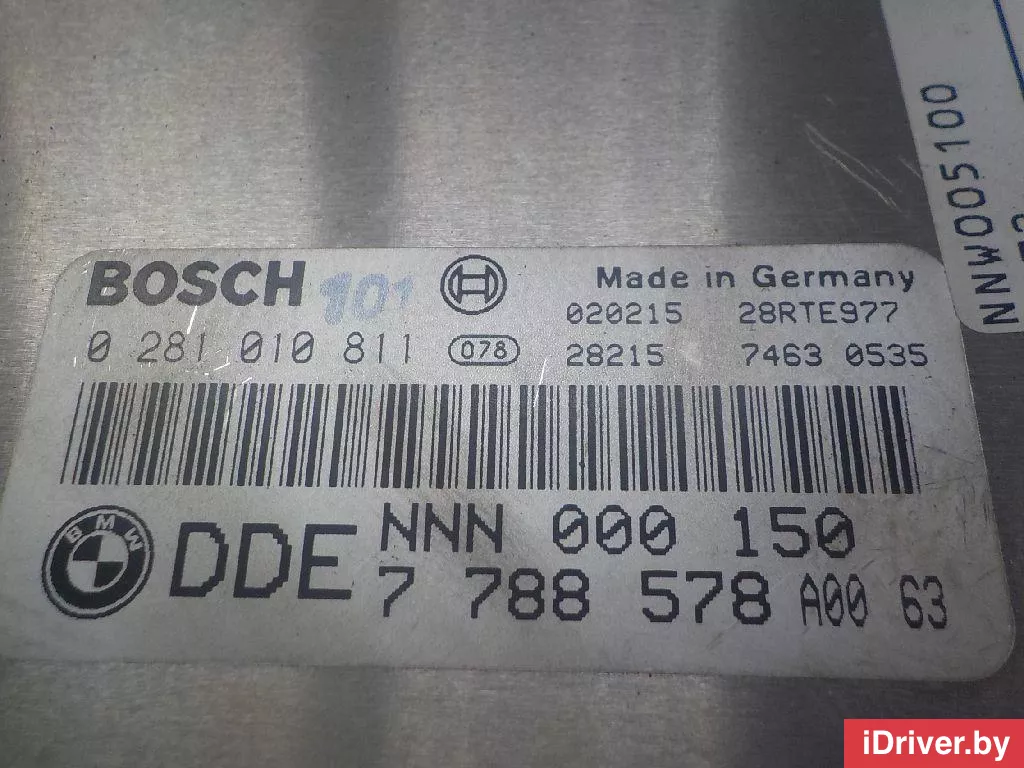 BOSCH 101 Made in Germany
020215 28RTE977
0 281 010 811 078 28215 7463 0535
BMW DDE NNN 000 150
7 788 578 A00 63
NNW005100
iDriver.by